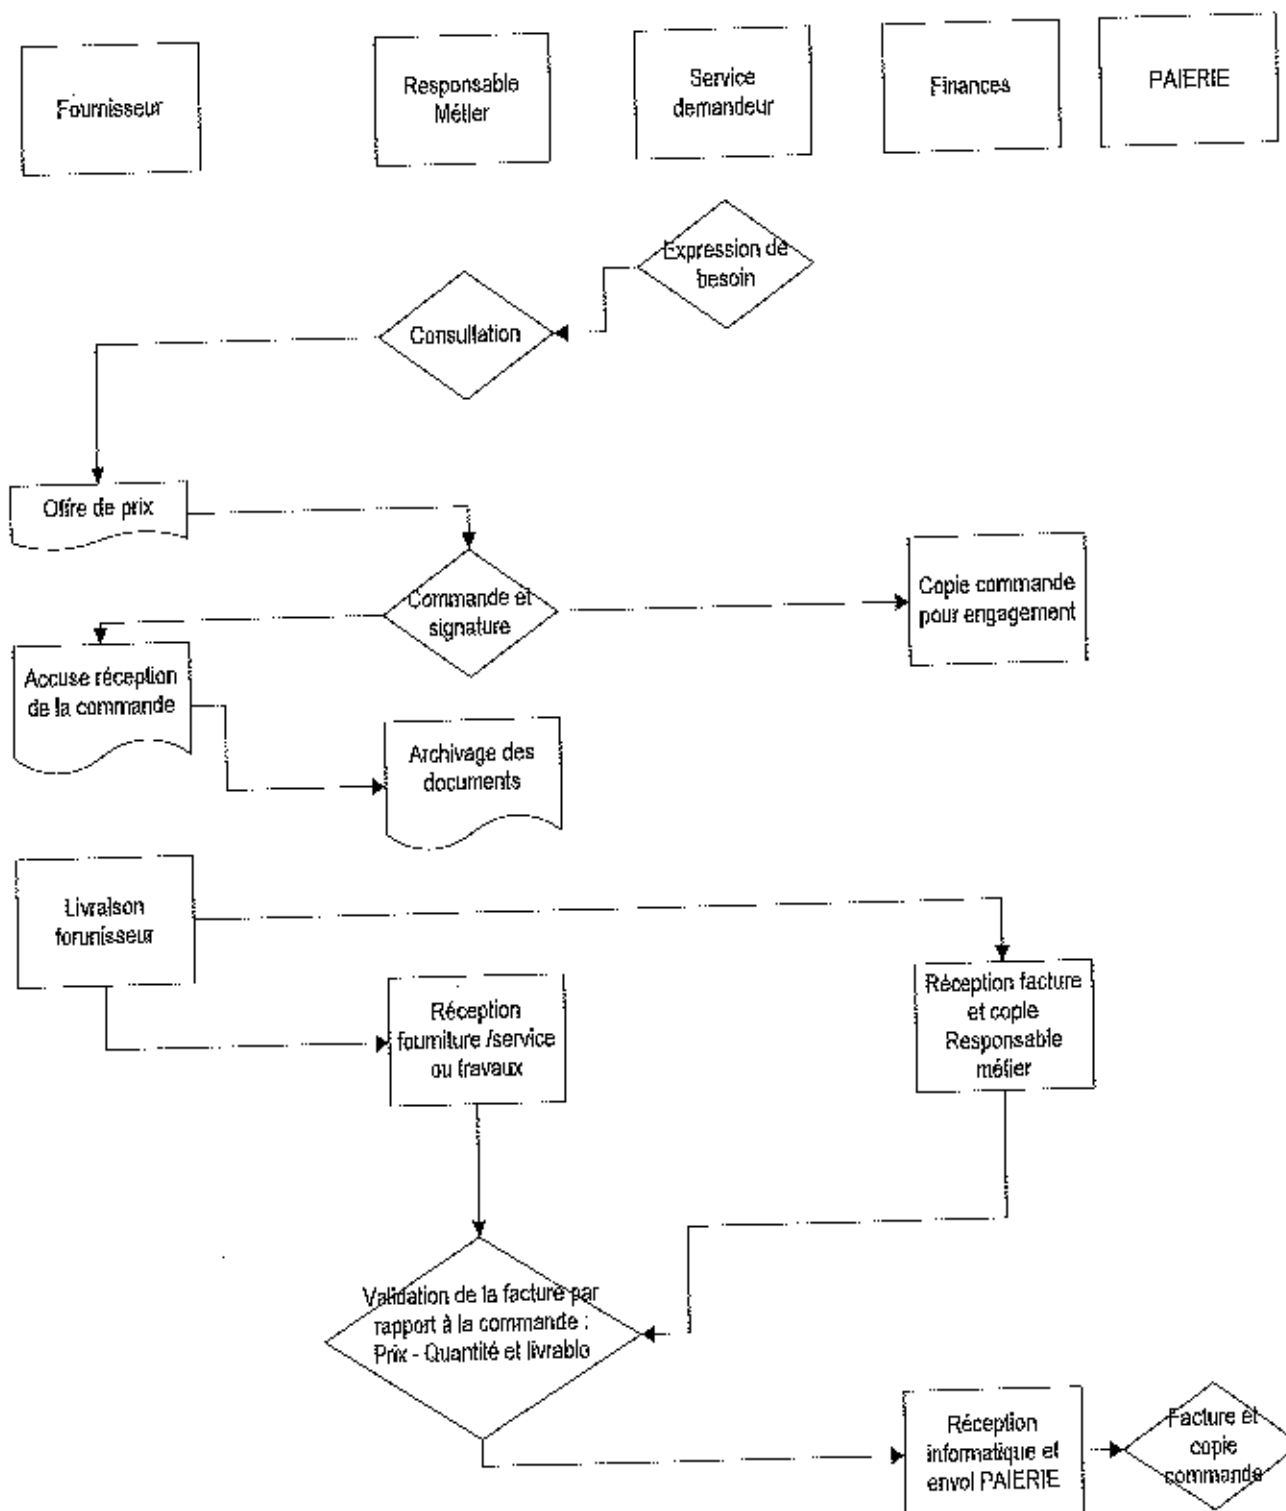 Fournisseur
Responsable
Métier
Service
demandeur
Finances
PAIERIE
Expression de
besoin
Consultation
Offre de prix
Commande et
signature
Copie commande
pour engagement
Accuse réception
de la commande
Archivage des
documents
Livraison
forunisseur
Réception
fourniture /service
ou travaux
Réception facture
et copie
Responsable
métier
Validation de la facture par
rapport à la commande :
Prix - Quantité et livrable
Réception
informatique et
envoi PAIERIE
Facture et
copie
commande